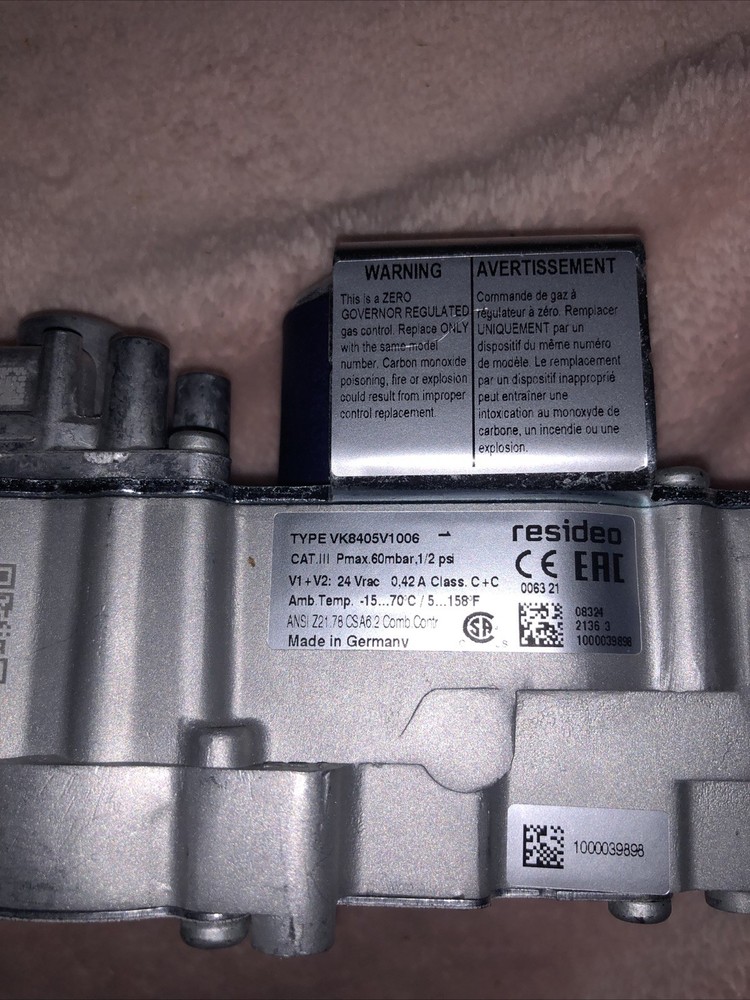 WARNING
This is a ZERO
GOVERNOR REGULATED
gas control. Replace ONLY
with the same model
number. Carbon monoxide
poisoning, fire or explosion
could result from improper
control replacement.
AVERTISSEMENT
Commande de gaz à
régulateur à zéro. Remplacer
UNIQUEMENT par un
dispositif du même numéro
de modèle. Le remplacement
par un dispositif inapproprié
peut entraîner une
intoxication au monoxyde de
carbone, un incendie ou une
explosion.
TYPE VK8405V1006 1
CAT.III Pmax.60mbar,1/2 psi
V1+V2: 24 Vrac 0,42 A Class. C+C
Amb.Temp. -15...70°C / 5...158°F
ANSI Z21.78 CSA6.2 Comb.Contr
Made in Germany
resideo
CE EAC
0063 21
SA
08324
2136 3
1000039898
1000039898